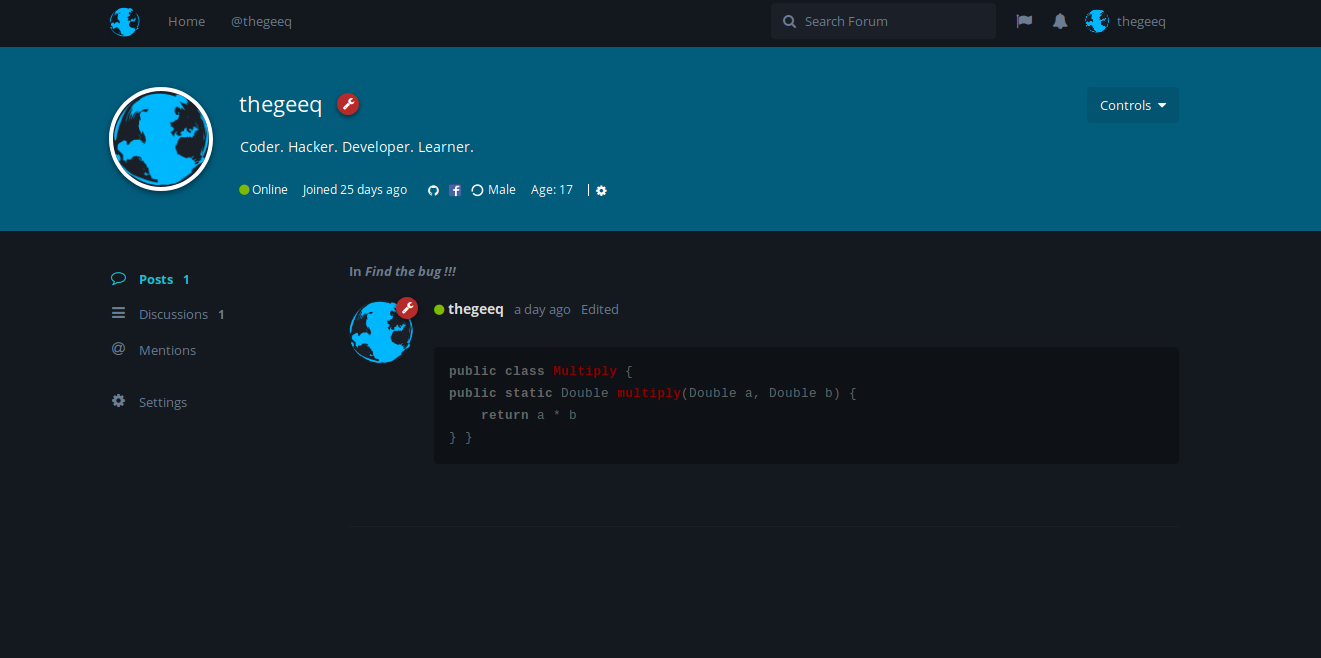 Home @thegeeq Search Forum thegeeq
thegeeq
Controls
Coder. Hacker. Developer. Learner.
Online Joined 25 days ago Male Age: 17 |
Posts 1
Discussions 1
@ Mentions
Settings
In Find the bug !!!
thegeeq a day ago Edited
public class Multiply {
public static Double multiply(Double a, Double b) {
    return a * b
} }